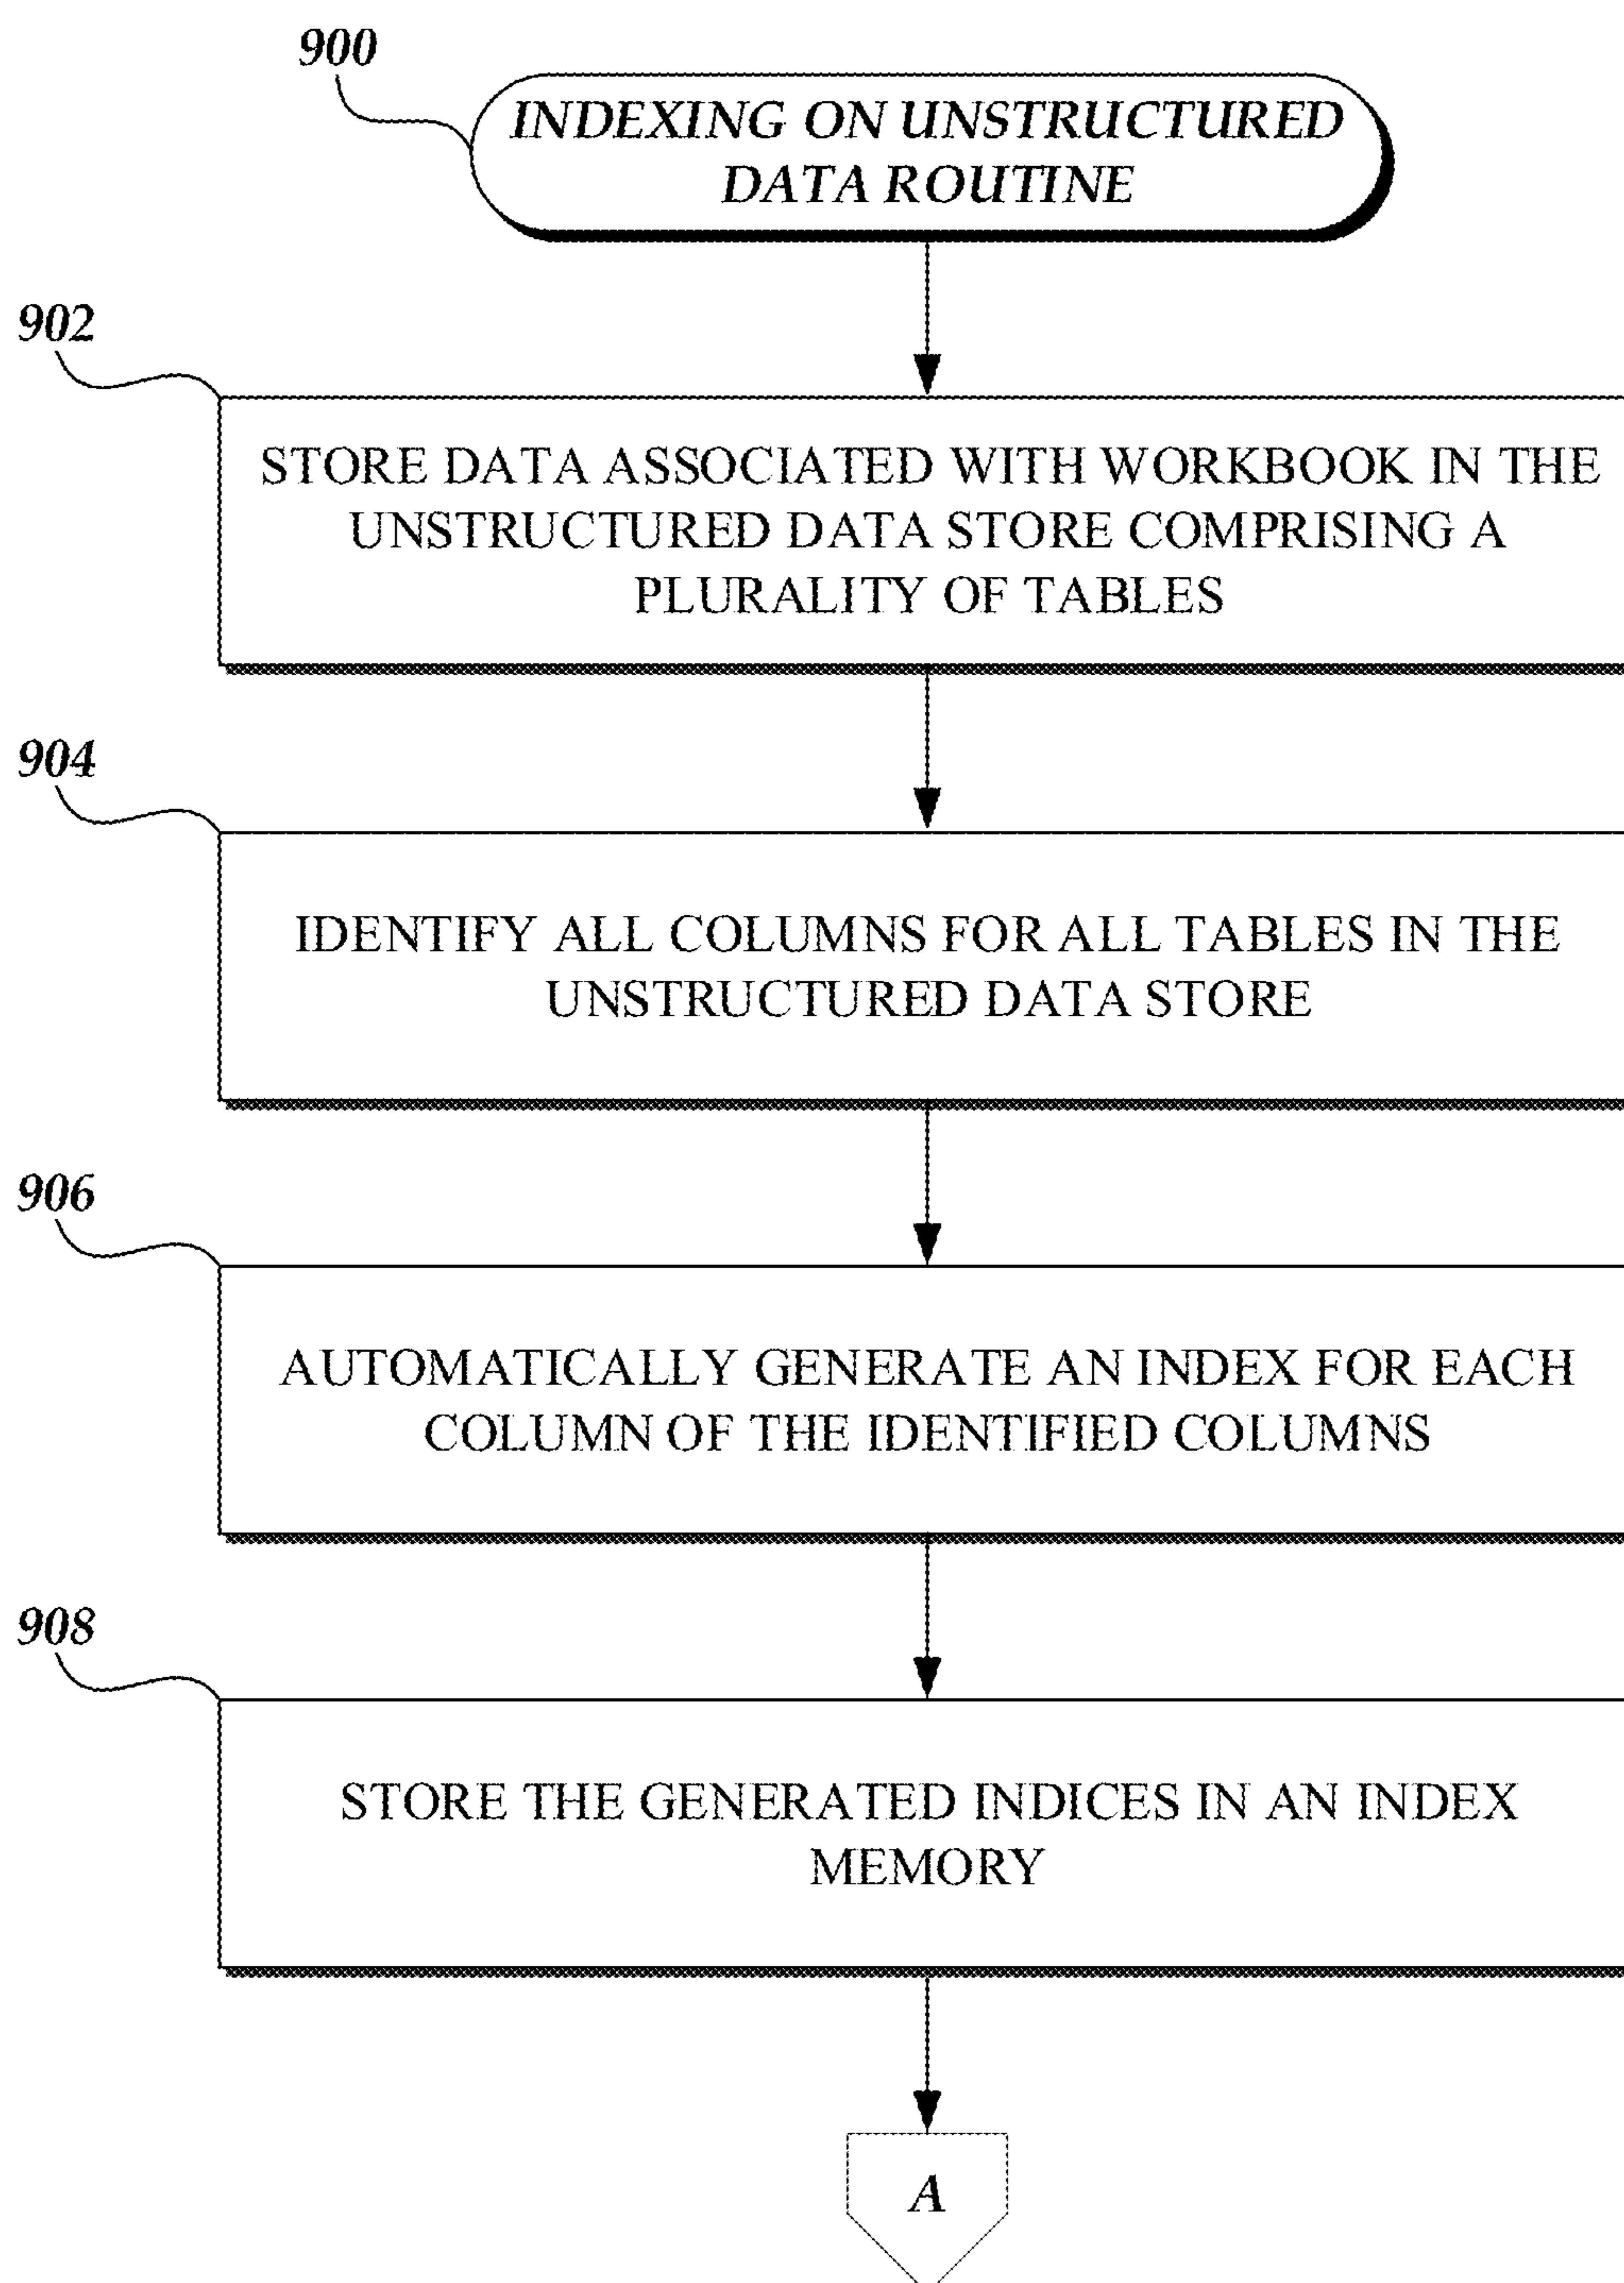 900
INDEXING ON UNSTRUCTURED
DATA ROUTINE
902
STORE DATA ASSOCIATED WITH WORKBOOK IN THE
UNSTRUCTURED DATA STORE COMPRISING A
PLURALITY OF TABLES
904
IDENTIFY ALL COLUMNS FOR ALL TABLES IN THE
UNSTRUCTURED DATA STORE
906
AUTOMATICALLY GENERATE AN INDEX FOR EACH
COLUMN OF THE IDENTIFIED COLUMNS
908
STORE THE GENERATED INDICES IN AN INDEX
MEMORY
A